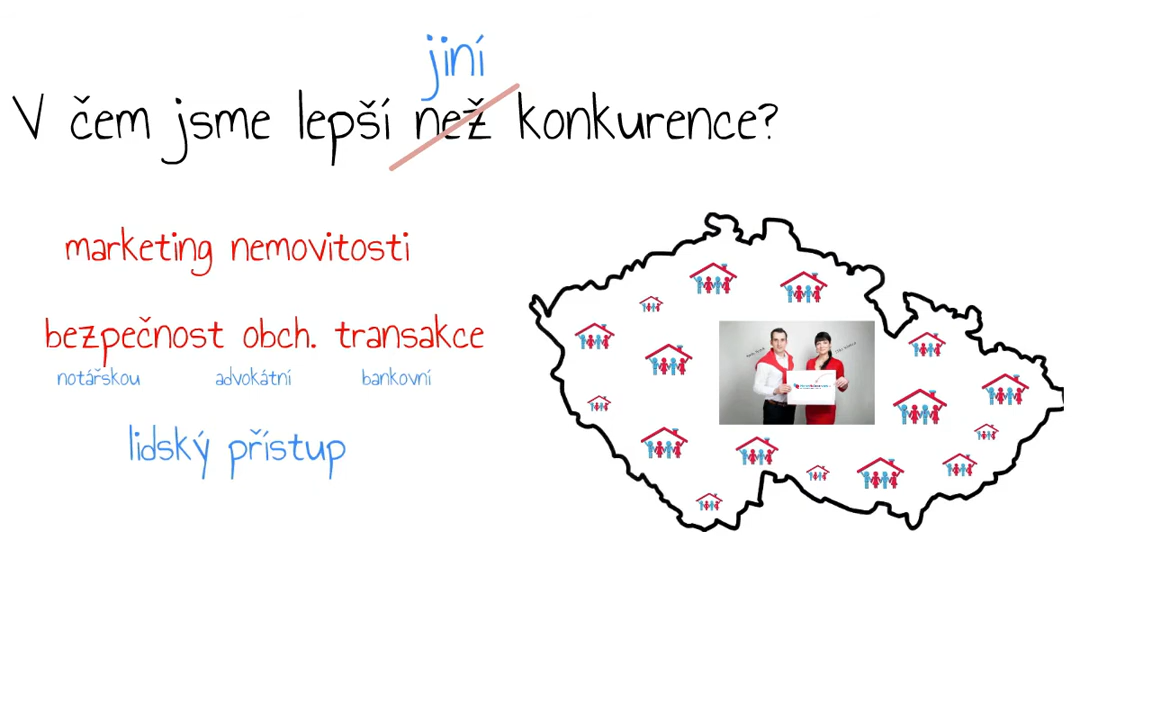 jiní
V čem jsme lepší než konkurence?
marketing nemovitosti
bezpečnost obch. transakce
notářskou advokátní bankovní
lidský přístup